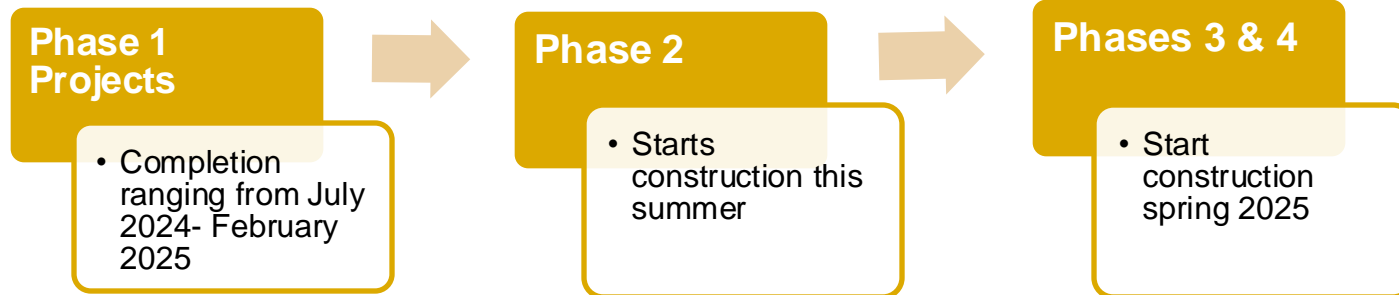 Phase 1
Projects
• Completion
ranging from July
2024- February
2025
Phase 2
• Starts
construction this
summer
Phases 3 & 4
• Start
construction
spring 2025